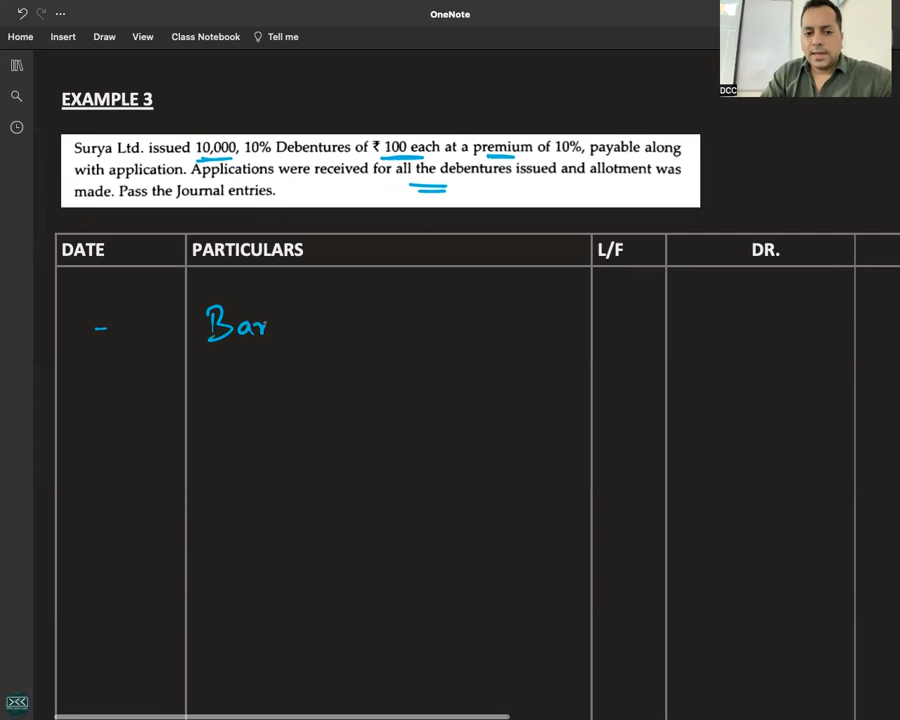 OneNote
Home Insert Draw View Class Notebook Tell me
DCC
EXAMPLE 3
Surya Ltd. issued 10,000, 10% Debentures of ₹ 100 each at a premium of 10%, payable along
with application. Applications were received for all the debentures issued and allotment was
made. Pass the Journal entries.
DATE PARTICULARS L/F DR.
- Ban